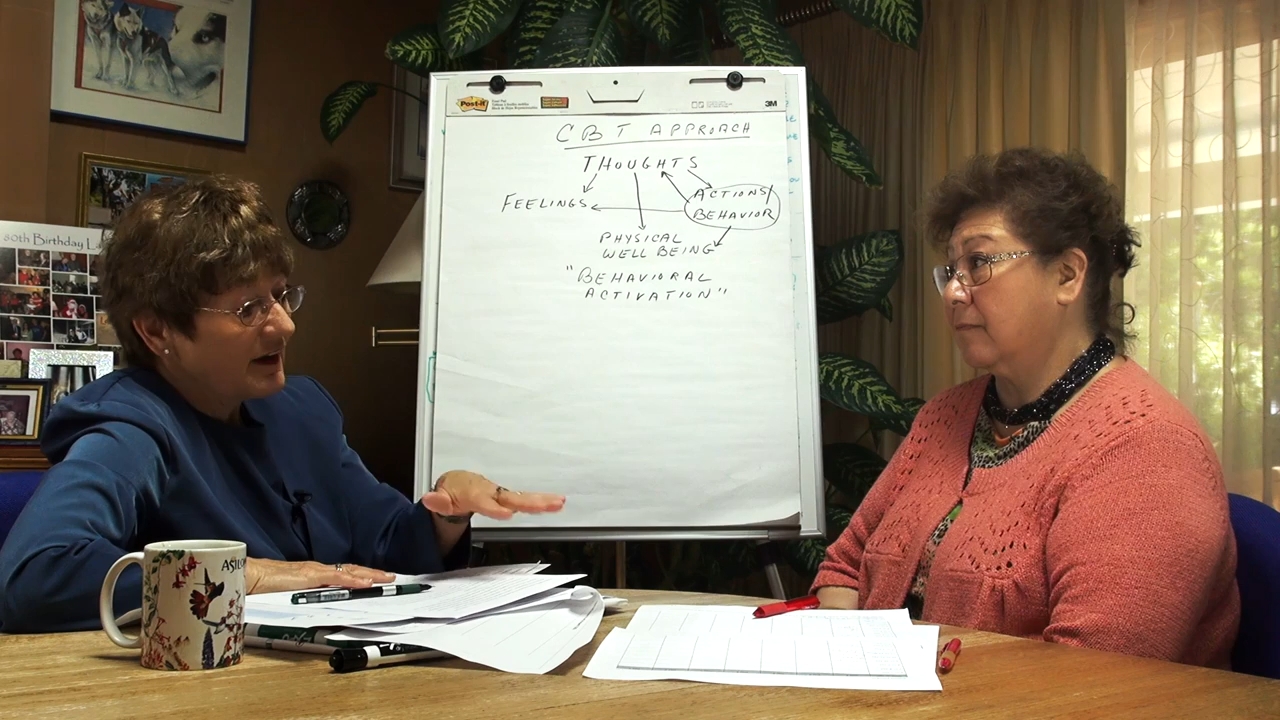 80th Birthday
Post-it
3M
CBT APPROACH
THOUGHTS
FEELINGS
ACTIONS/
BEHAVIOR
PHYSICAL
WELL BEING
"BEHAVIORAL
ACTIVATION"